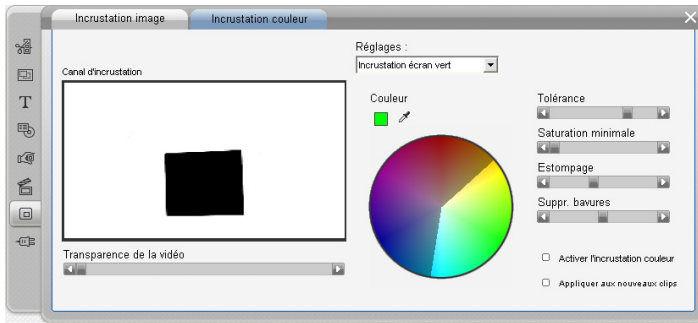 Incrustation image
Incrustation couleur
Réglages :
Incrustation écran vert
Canal d'incrustation
Couleur
Tolérance
Saturation minimale
Estompage
Suppr. bavures
Transparence de la vidéo
Activer l'incrustation couleur
Appliquer aux nouveaux clips
T